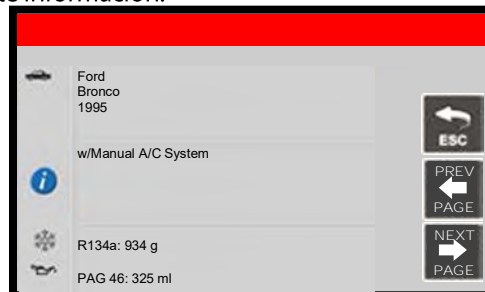 Ford
Bronco
1995
w/Manual A/C System
R134a: 934 g
PAG 46: 325 ml
ESC
PREV
PAGE
NEXT
PAGE